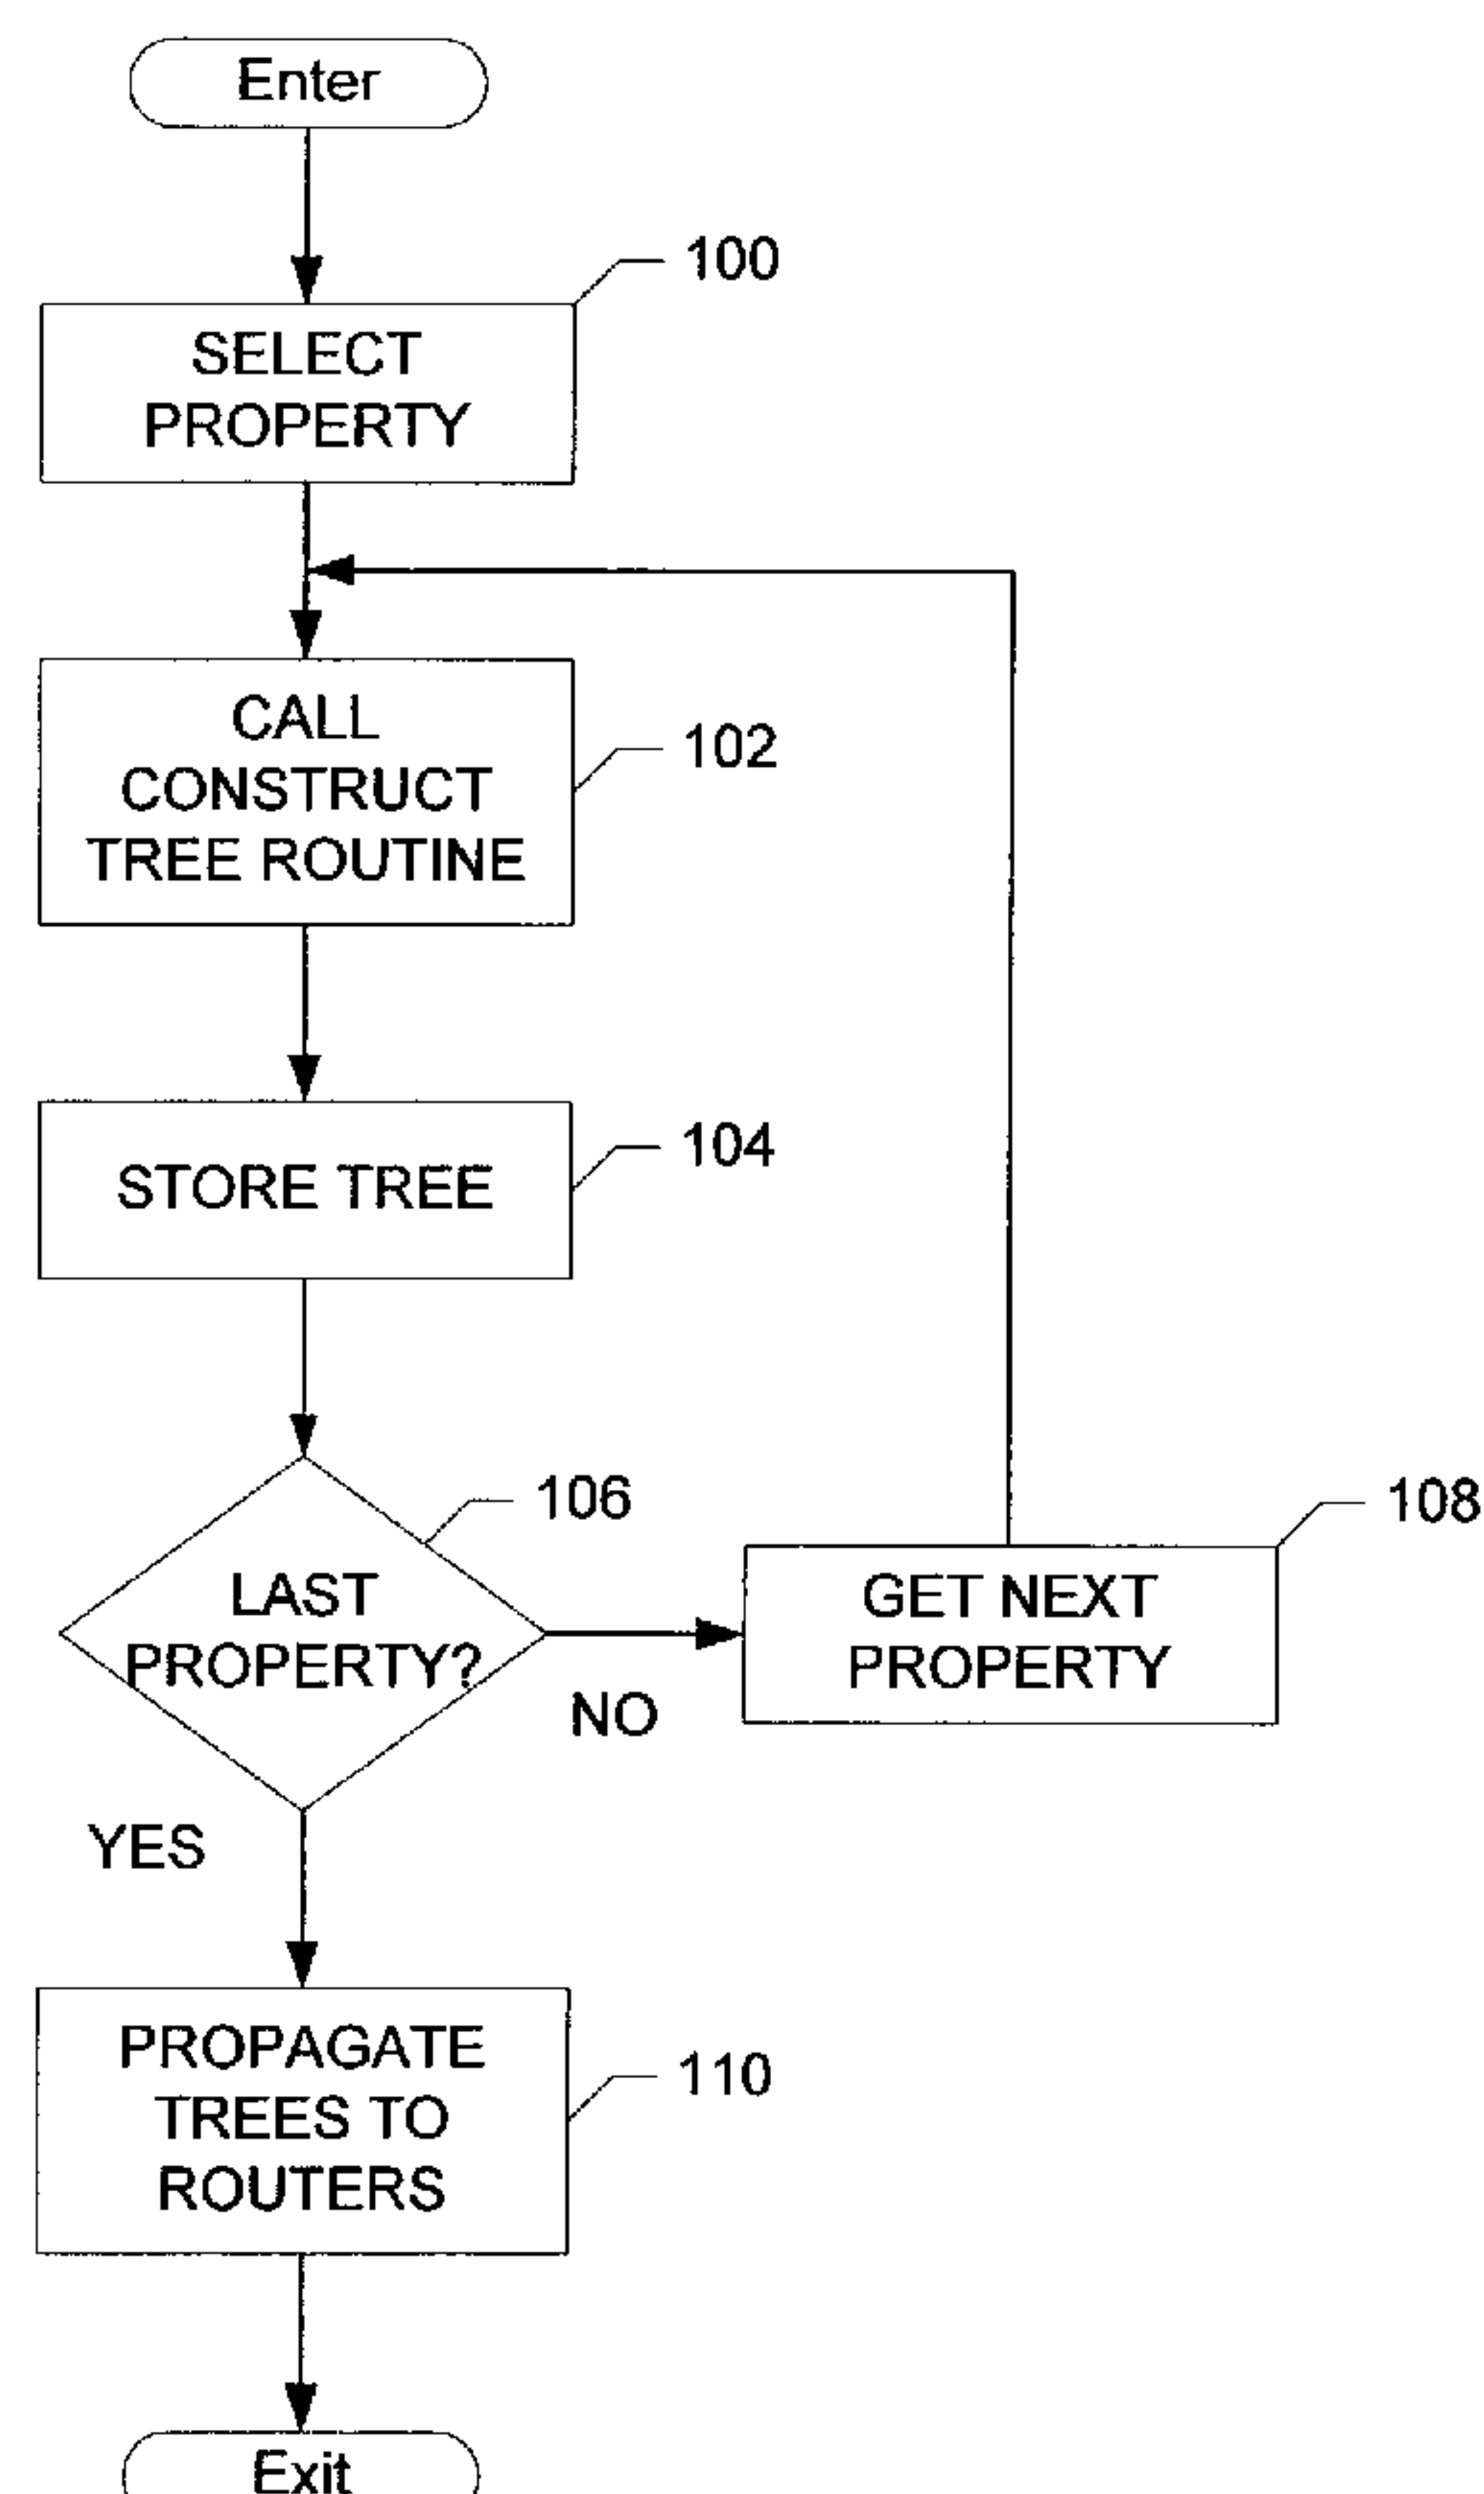 Enter
100
SELECT
PROPERTY
CALL
CONSTRUCT
TREE ROUTINE
102
STORE TREE
104
106
LAST
PROPERTY?
NO
108
GET NEXT
PROPERTY
YES
PROPAGATE
TREES TO
ROUTERS
110
Exit